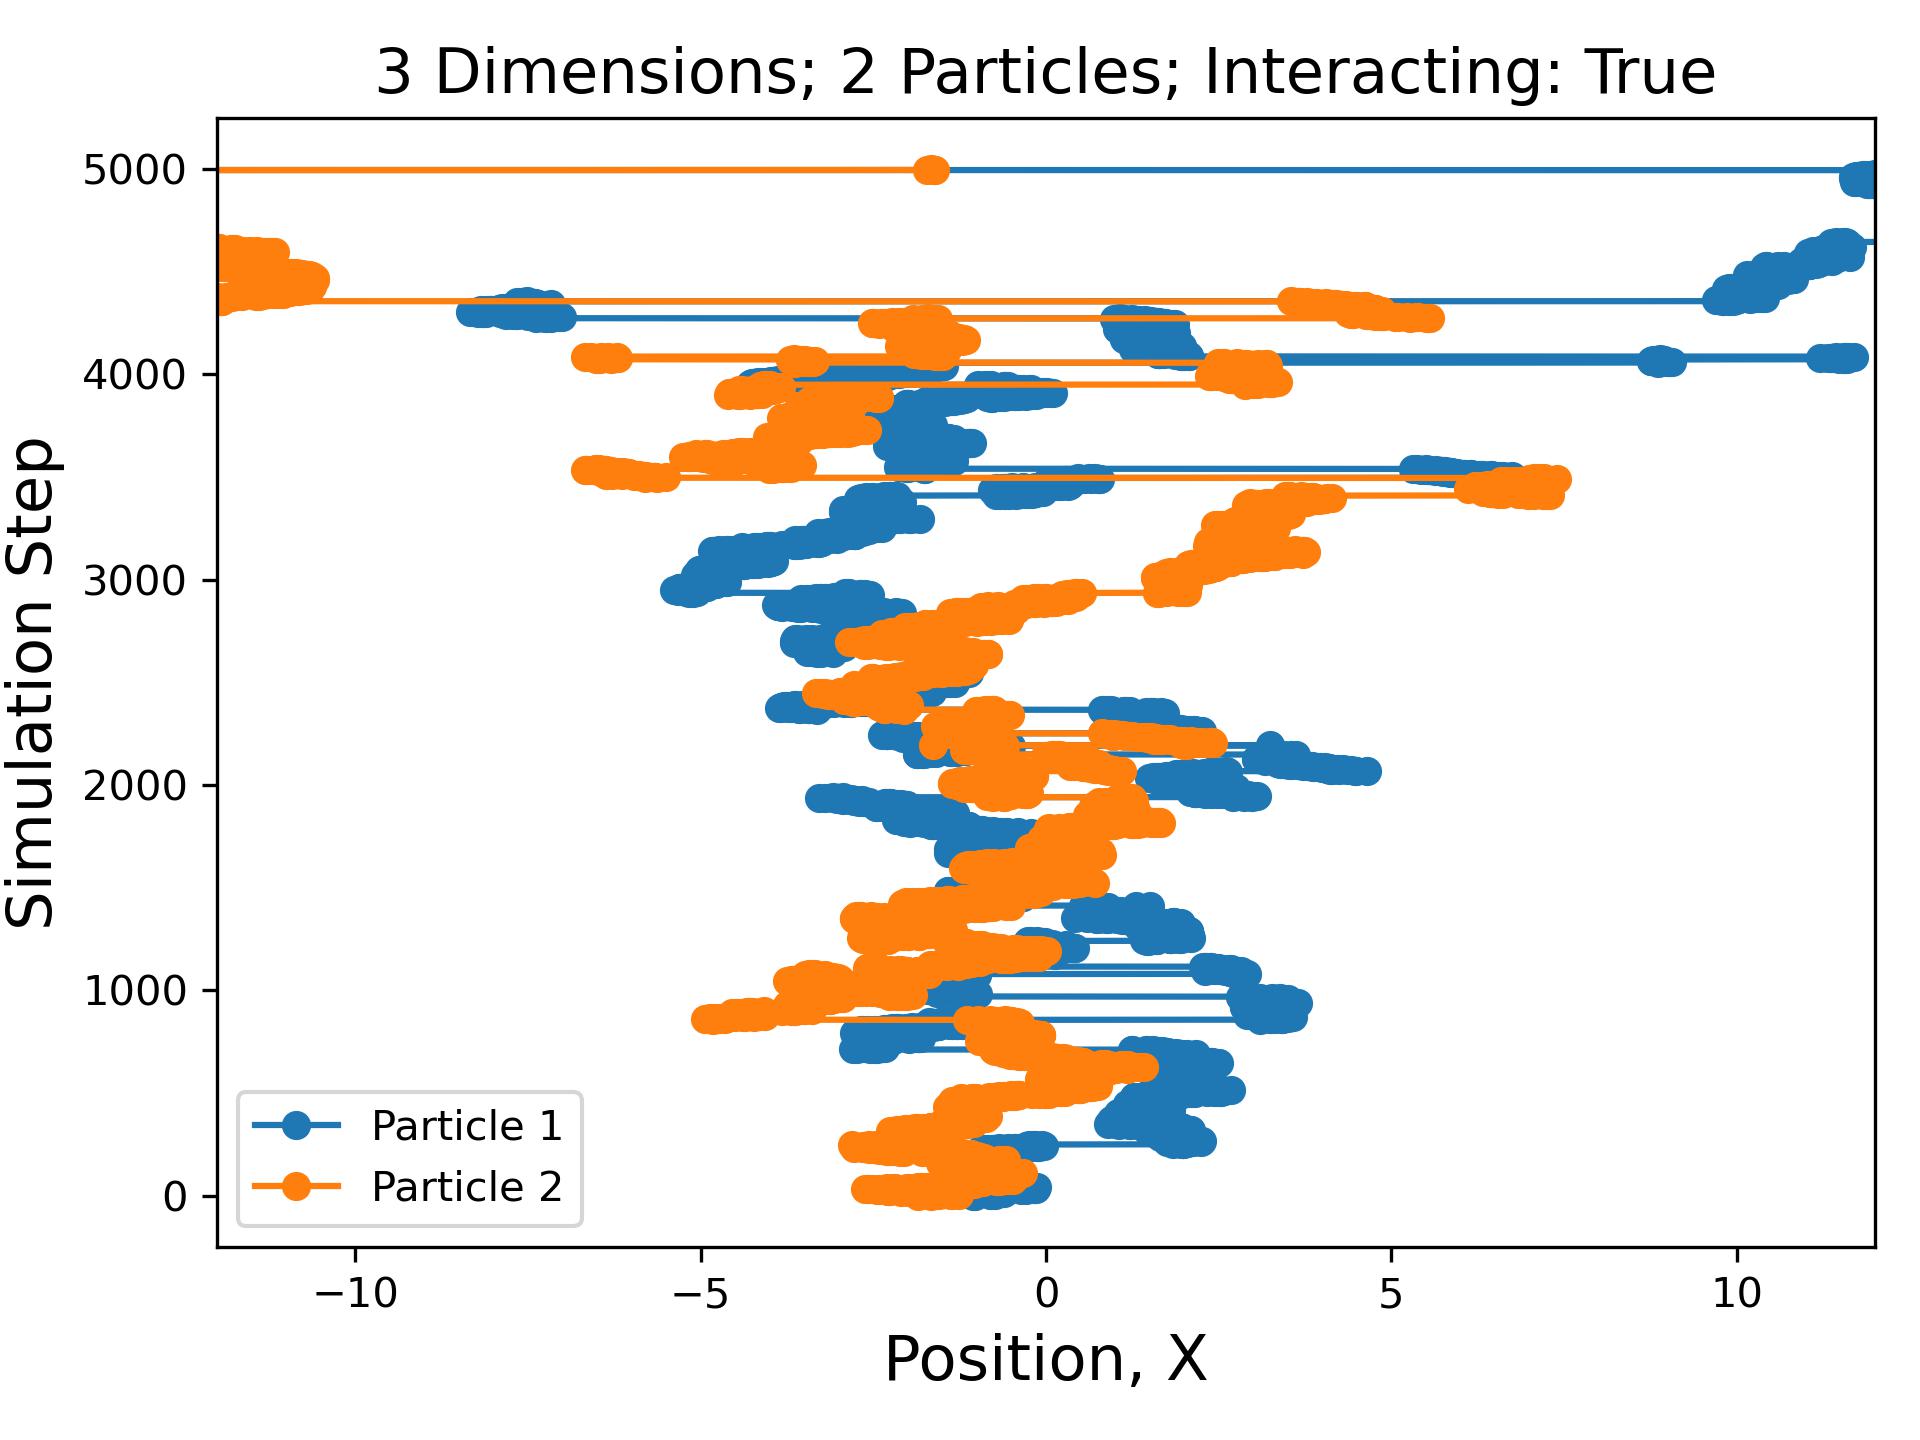 3 Dimensions; 2 Particles; Interacting: True
5000
4000
3000
2000
1000
0
Simulation Step
Particle 1
Particle 2
−10
−5
0
5
10
Position, X